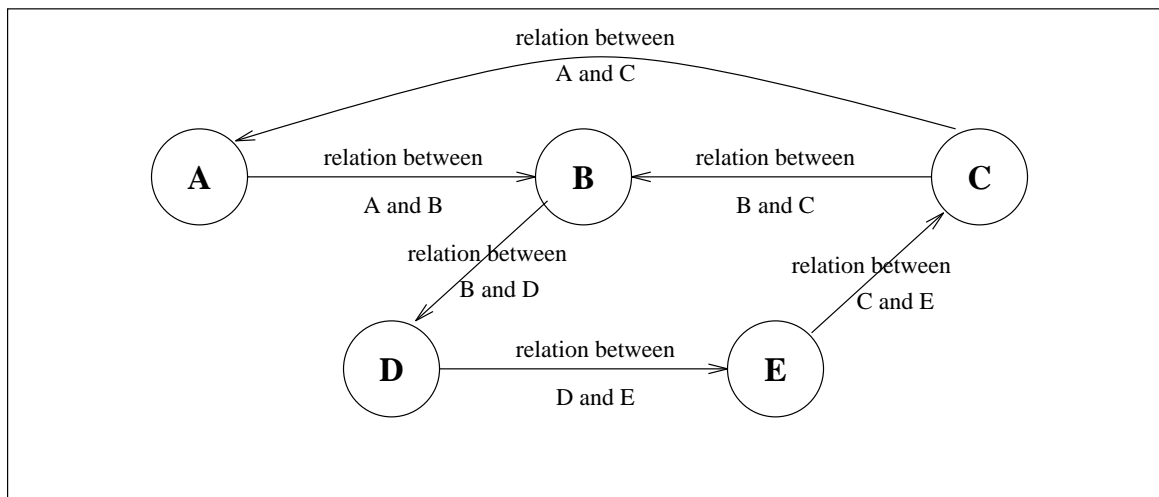 relation between
A and C
A
relation between
A and B
B
relation between
B and C
C
relation between
B and D
relation between
C and E
D
relation between
D and E
E